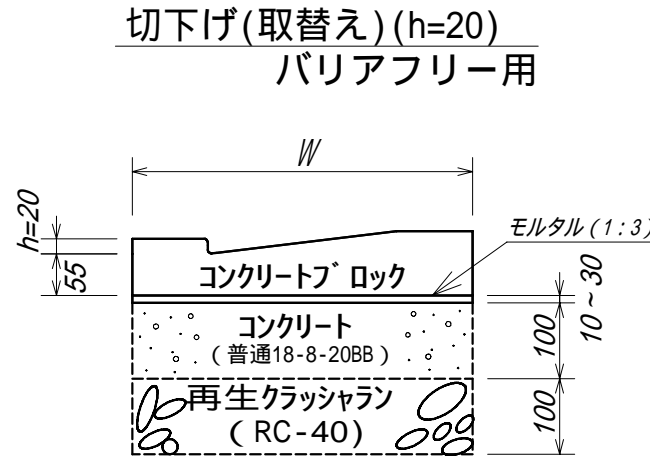 切下げ(取替え)(h=20)
バリアフリー用
W
h=20
55
モルタル(1:3)
コンクリートブロック
10~30
コンクリート
(普通18-8-20BB)
100
再生クラッシャラン
(RC-40)
100